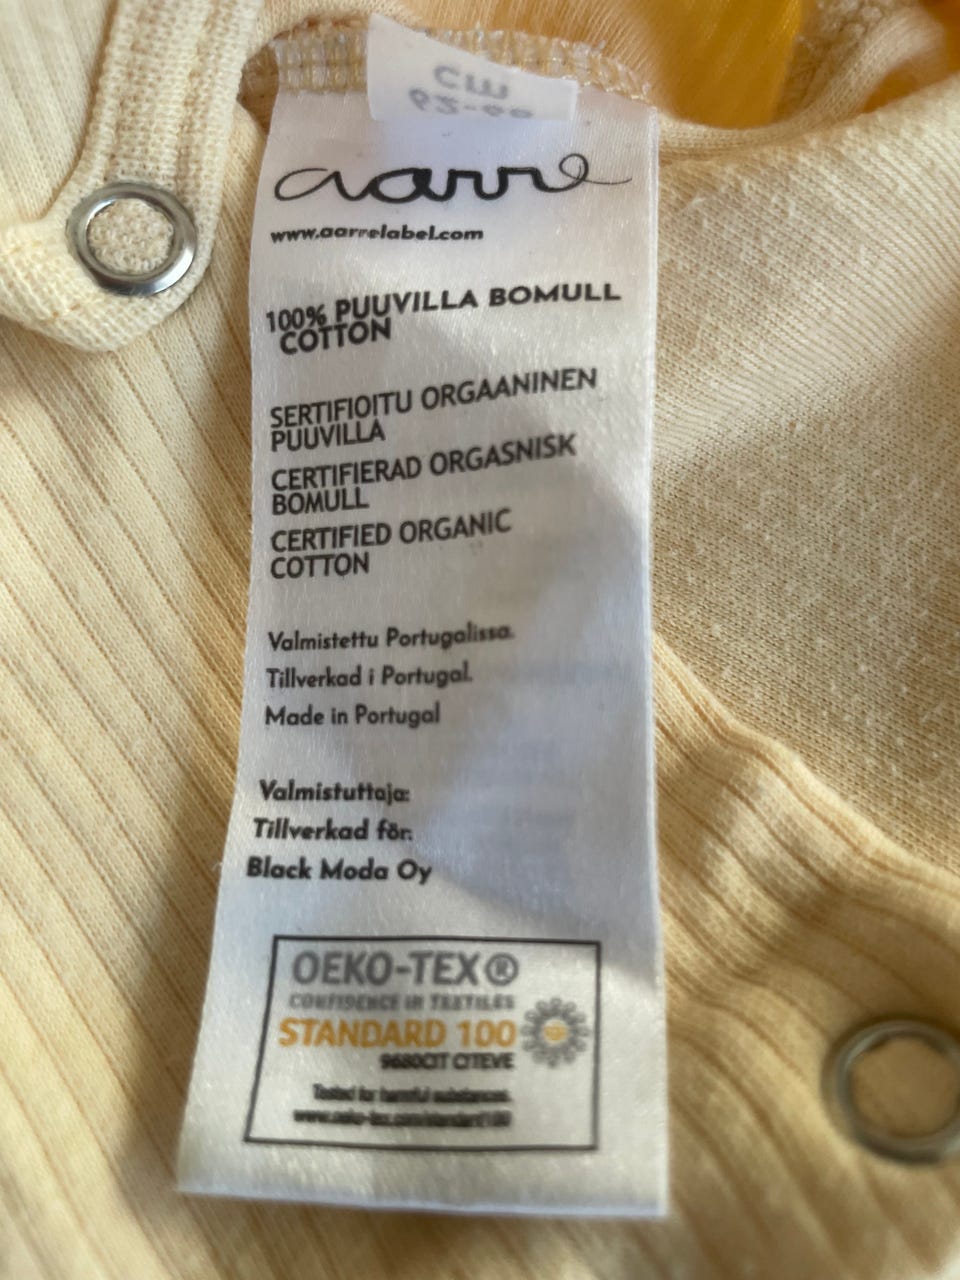 cm
aarre
www.aarrelabel.com
100% PUUVILLA BOMULL
COTTON
SERTIFIOITU ORGAANINEN
PUUVILLA
CERTIFIERAD ORGASNISK
BOMULL
CERTIFIED ORGANIC
COTTON
Valmistettu Portugalissa.
Tillverkad i Portugal.
Made in Portugal
Valmistuttaja:
Tillverkad för:
Black Moda Oy
OEKO-TEX®
CONFIDENCE IN TEXTILES
STANDARD 100
9680CIT CITEVE
Tested for harmful substances.
www.oeko-tex.com/standard100